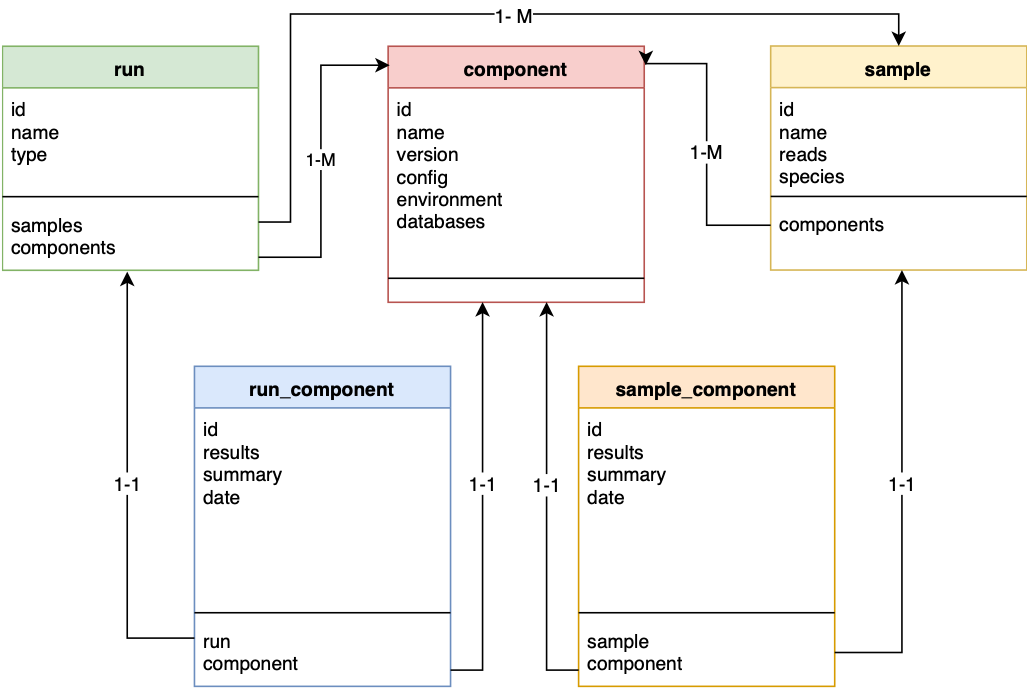 1- M
run
id
name
type
samples
components
1-M
component
id
name
version
config
environment
databases
1-M
sample
id
name
reads
species
components
1-1
run_component
id
results
summary
date
run
component
1-1
1-1
sample_component
id
results
summary
date
sample
component
1-1